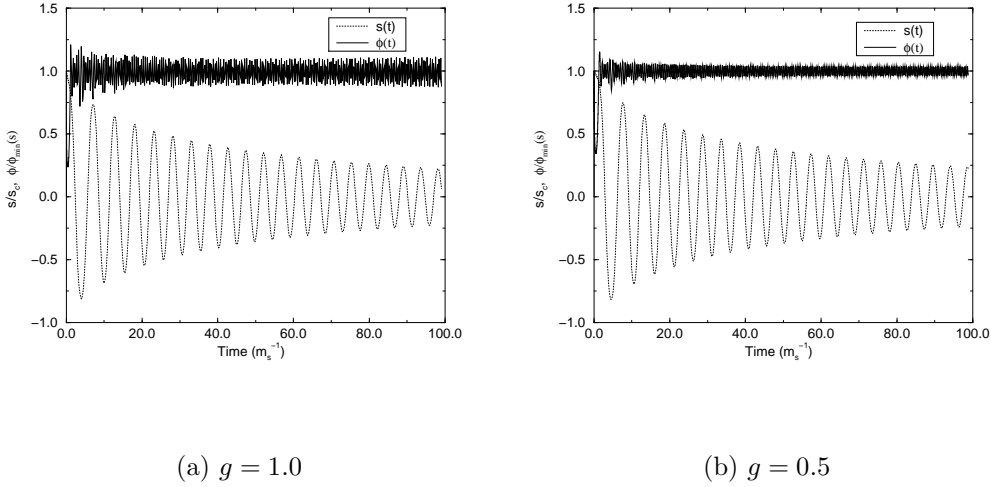 1.5
1.0
0.5
0.0
−0.5
−1.0
s/s_c, ϕ/ϕ_min(s)
s(t)
ϕ(t)
0.0 20.0 40.0 60.0 80.0 100.0
Time (m_s^−1)
(a) g = 1.0
1.5
1.0
0.5
0.0
−0.5
−1.0
s/s_c, ϕ/ϕ_min(s)
s(t)
ϕ(t)
0.0 20.0 40.0 60.0 80.0 100.0
Time (m_s^−1)
(b) g = 0.5